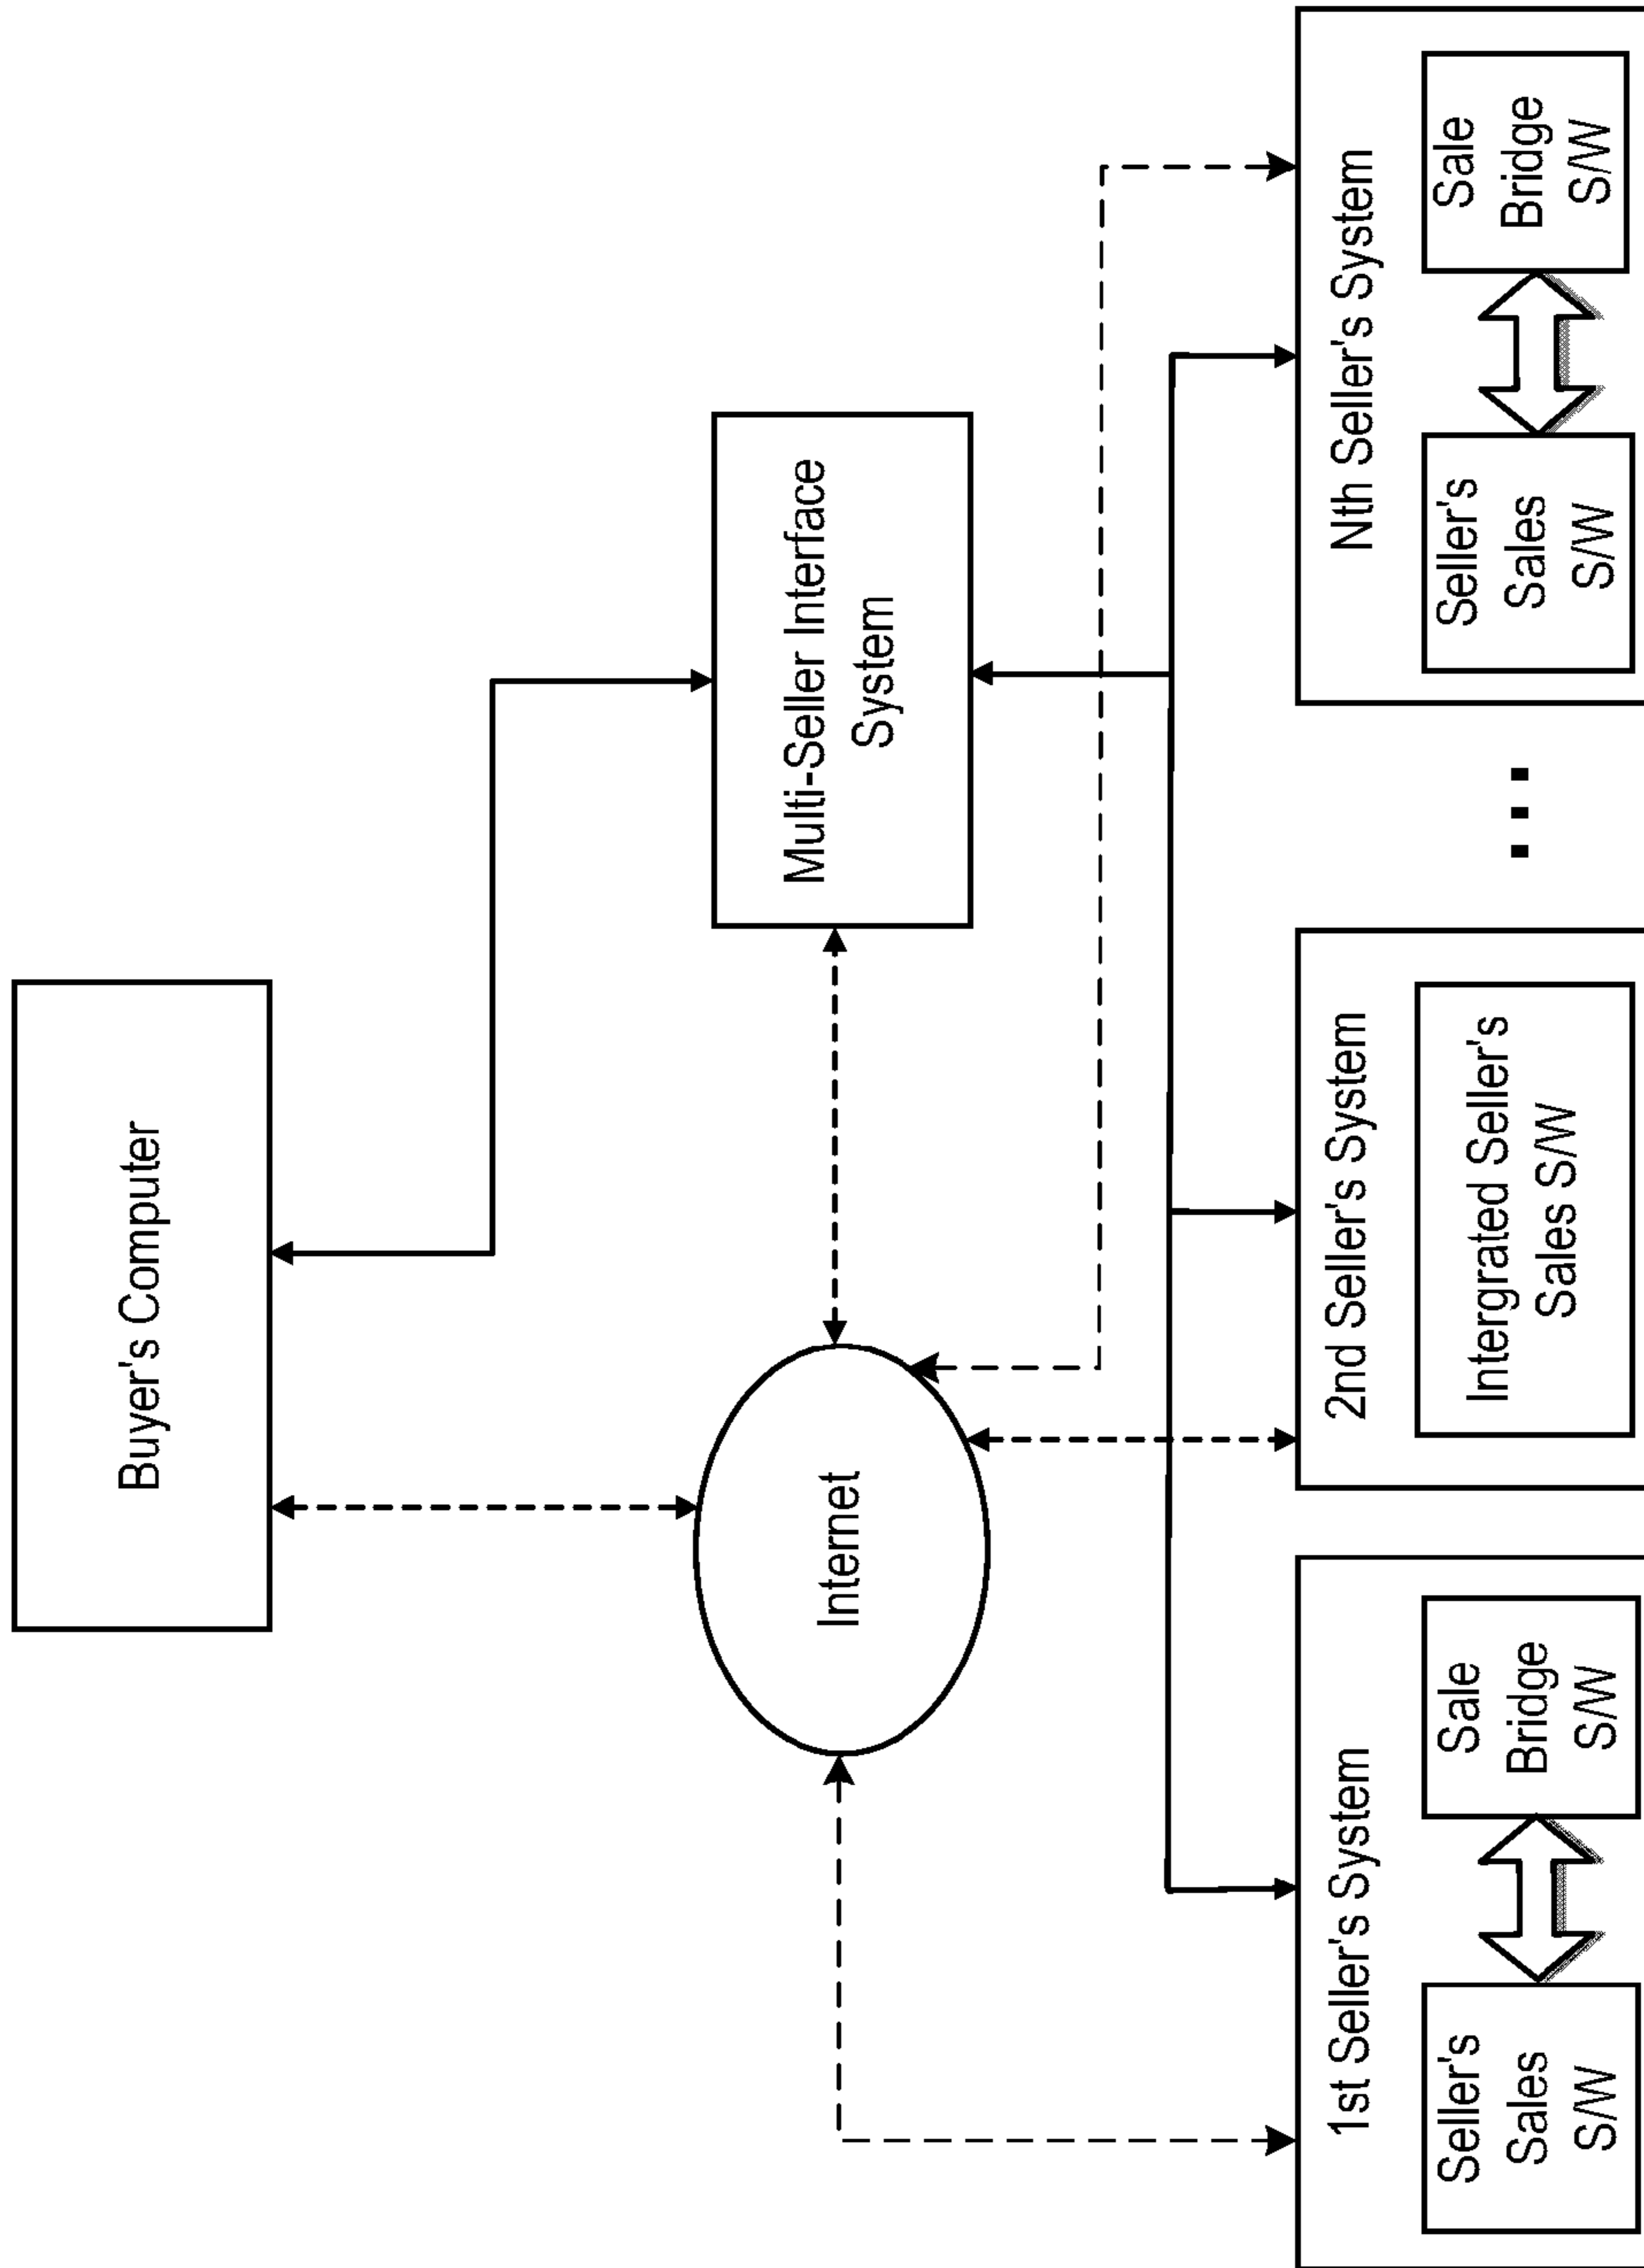 Buyer's Computer
Internet
Multi-Seller Interface
System
1st Seller's System
Seller's
Sales
S/W
Sale
Bridge
S/W
2nd Seller's System
Intergrated Seller's
Sales S/W
...
Nth Seller's System
Seller's
Sales
S/W
Sale
Bridge
S/W